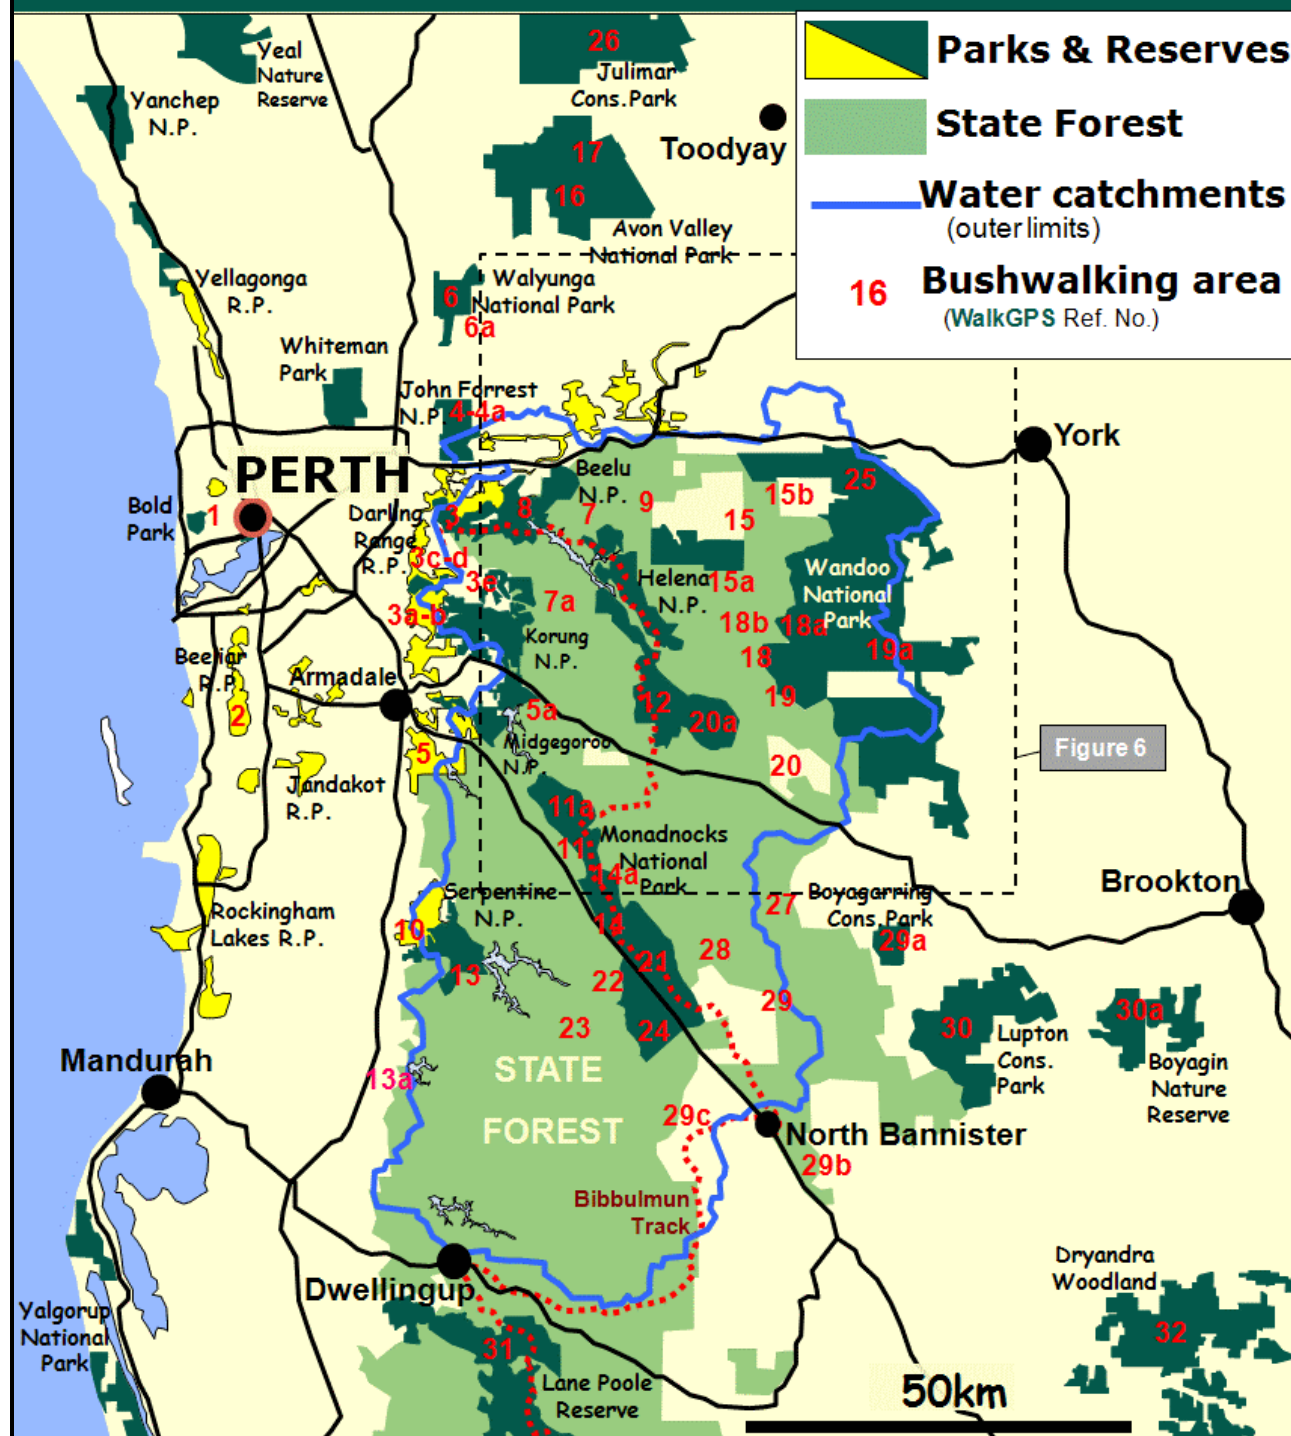 Parks & Reserves
State Forest
Water catchments
(outer limits)
16
Bushwalking area
(WalkGPS Ref. No.)
Yeal
Nature
Reserve
26
Julimar
Cons.Park
Yanchep
N.P.
Toodyay
17
16
Avon Valley
National Park
Yellagonga
R.P.
6
Walyunga
National Park
6a
Whiteman
Park
John Forrest
N.P.
4-4a
York
PERTH
Beelu
N.P.
25
15b
Bold
Park
1
Darling
Range
R.P.
3
8
7
9
15
3c-d
3e
Helena
N.P.
15a
Wandoo
National
Park
7a
3a-b
18b
18a
Korung
N.P.
18
19a
Beeliar
R.P.
Armadale
2
12
19
5a
20a
Midgegoroo
N.P.
5
20
Figure 6
Jandakot
R.P.
11a
11
Monadnocks
National
Park
14a
Serpentine
N.P.
27
Boyagarring
Cons.Park
Brookton
Rockingham
Lakes R.P.
10
14
28
29a
13
22
21
29
23
24
30
Lupton
Cons.
Park
30a
Boyagin
Nature
Reserve
Mandurah
STATE
FOREST
13a
29c
North Bannister
29b
Bibbulmun
Track
Dwellingup
Dryandra
Woodland
32
Yalgorup
National
Park
31
Lane Poole
Reserve
50km